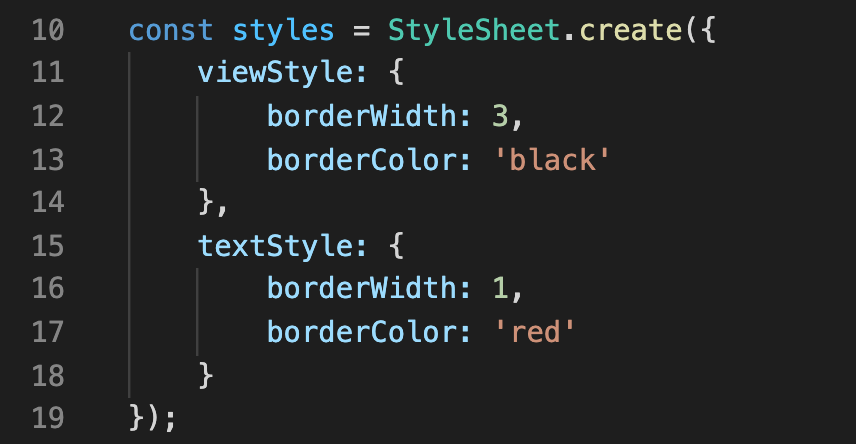 10 const styles = StyleSheet.create({
11 viewStyle: {
12 borderWidth: 3,
13 borderColor: 'black'
14 },
15 textStyle: {
16 borderWidth: 1,
17 borderColor: 'red'
18 }
19 });